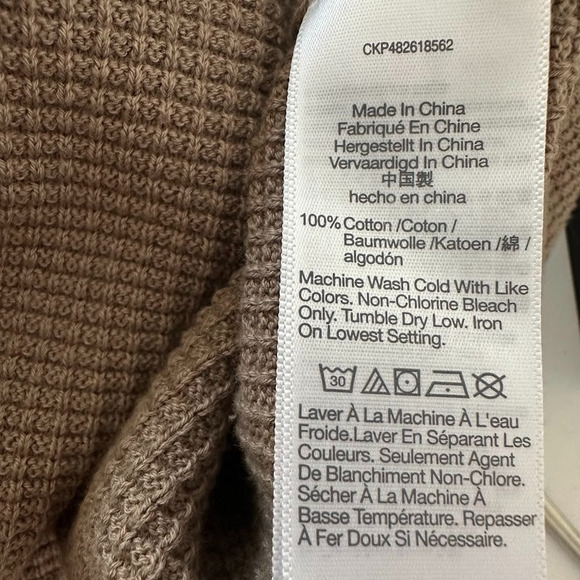 CKP482618562
Made In China
Fabriqué En Chine
Hergestellt In China
Vervaardigd In China
中国製
hecho en china
100% Cotton /Coton /
Baumwolle /Katoen /綿 /
algodón
Machine Wash Cold With Like
Colors. Non-Chlorine Bleach
Only. Tumble Dry Low. Iron
On Lowest Setting.
30
Laver À La Machine À L'eau
Froide.Laver En Séparant Les
Couleurs. Seulement Agent
De Blanchiment Non-Chloré.
Sécher À La Machine À
Basse Température. Repasser
À Fer Doux Si Nécessaire.